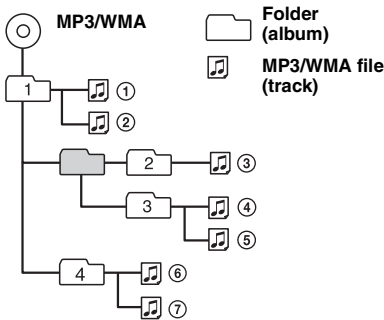 MP3/WMA
Folder
(album)
MP3/WMA file
(track)
1
①
②
2
③
3
④
⑤
4
⑥
⑦